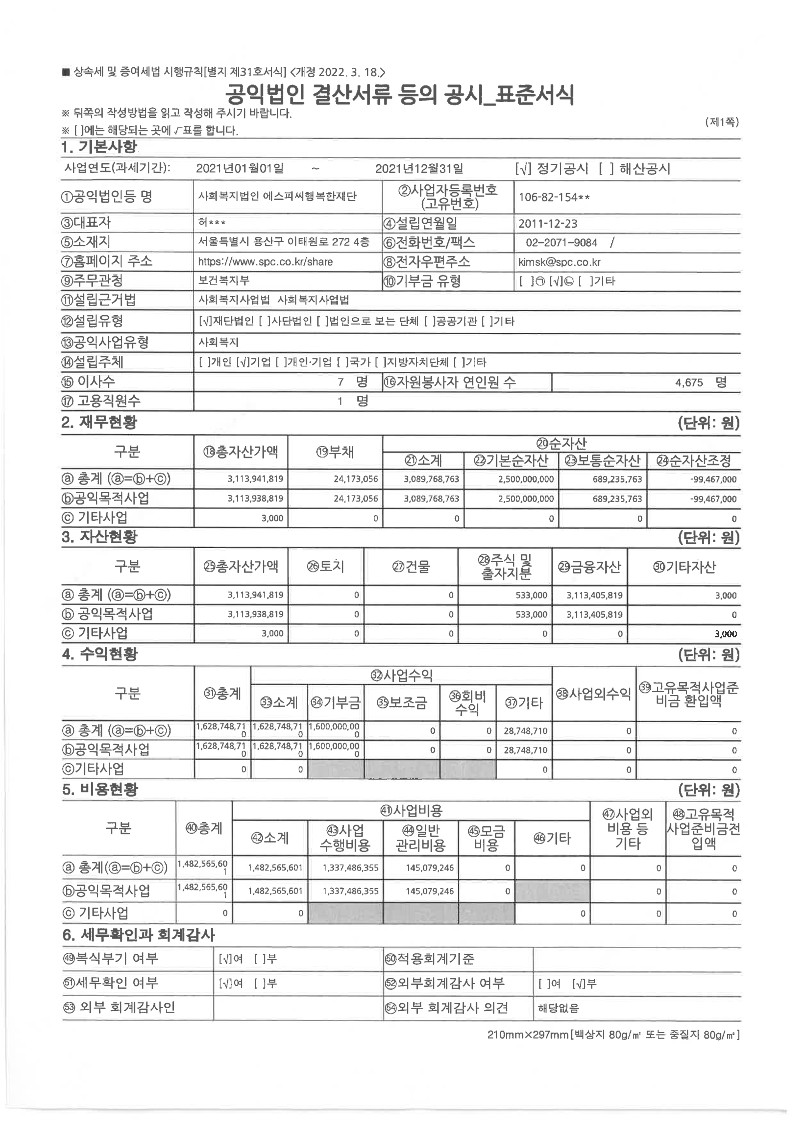 ■ 상속세 및 증여세법 시행규칙[별지 제31호서식] <개정 2022. 3. 18.>
공익법인 결산서류 등의 공시_표준서식
※ 뒤쪽의 작성방법을 읽고 작성해 주시기 바랍니다.
※ [ ]에는 해당되는 곳에 √표를 합니다.
(제1쪽)
1. 기본사항
사업연도(과세기간): 2021년01월01일 ~ 2021년12월31일 [√] 정기공시 [ ] 해산공시
①공익법인등 명 사회복지법인 에스피씨행복한재단 ②사업자등록번호 (고유번호) 106-82-154**
③대표자 허*** ④설립연월일 2011-12-23
⑤소재지 서울특별시 용산구 이태원로 272 4층 ⑥전화번호/팩스 02-2071-9084 /
⑦홈페이지 주소 https://www.spc.co.kr/share ⑧전자우편주소 kimsk@spc.co.kr
⑨주무관청 보건복지부 ⑩기부금 유형 [ ]㉠ [√]㉡ [ ]기타
⑪설립근거법 사회복지사업법 사회복지사업법
⑫설립유형 [√]재단법인 [ ]사단법인 [ ]법인으로 보는 단체 [ ]공공기관 [ ]기타
⑬공익사업유형 사회복지
⑭설립주체 [ ]개인 [√]기업 [ ]개인·기업 [ ]국가 [ ]지방자치단체 [ ]기타
⑮ 이사수 7 명 ⑯자원봉사자 연인원 수 4,675 명
⑰ 고용직원수 1 명
2. 재무현황 (단위: 원)
구분 ⑱총자산가액 ⑲부채 ⑳순자산
㉑소계 ㉒기본순자산 ㉓보통순자산 ㉔순자산조정
ⓐ 총계 (ⓐ=ⓑ+ⓒ) 3,113,941,819 24,173,056 3,089,768,763 2,500,000,000 689,235,763 -99,467,000
ⓑ공익목적사업 3,113,938,819 24,173,056 3,089,768,763 2,500,000,000 689,235,763 -99,467,000
ⓒ 기타사업 3,000 0 0 0 0 0
3. 자산현황 (단위: 원)
구분 ㉕총자산가액 ㉖토지 ㉗건물 ㉘주식 및 출자지분 ㉙금융자산 ㉚기타자산
ⓐ 총계 (ⓐ=ⓑ+ⓒ) 3,113,941,819 0 0 533,000 3,113,405,819 3,000
ⓑ 공익목적사업 3,113,938,819 0 0 533,000 3,113,405,819 0
ⓒ 기타사업 3,000 0 0 0 0 3,000
4. 수익현황 (단위: 원)
구분 ㉛총계 ㉜사업수익 ㊳사업외수익 ㊴고유목적사업준비금 환입액
㉝소계 ㉞기부금 ㉟보조금 ㊱회비 수익 ㊲기타
ⓐ 총계 (ⓐ=ⓑ+ⓒ) 1,628,748,710 1,628,748,710 1,600,000,000 0 0 28,748,710 0 0
ⓑ공익목적사업 1,628,748,710 1,628,748,710 1,600,000,000 0 0 28,748,710 0 0
ⓒ기타사업 0 0 0 0 0
5. 비용현황 (단위: 원)
구분 ㊵총계 ㊶사업비용 ㊼사업외 비용 등 기타 ㊽고유목적 사업준비금전입액
㊷소계 ㊸사업 수행비용 ㊹일반 관리비용 ㊺모금 비용 ㊻기타
ⓐ 총계(ⓐ=ⓑ+ⓒ) 1,482,565,601 1,482,565,601 1,337,486,355 145,079,246 0 0 0 0
ⓑ공익목적사업 1,482,565,601 1,482,565,601 1,337,486,355 145,079,246 0 0 0
ⓒ 기타사업 0 0 0 0 0
6. 세무확인과 회계감사
㊾복식부기 여부 [√]여 [ ]부 ㊿적용회계기준
51세무확인 여부 [√]여 [ ]부 52외부회계감사 여부 [ ]여 [√]부
53 외부 회계감사인 54외부 회계감사 의견 해당없음
210mm×297mm[백상지 80g/㎡ 또는 중질지 80g/㎡]